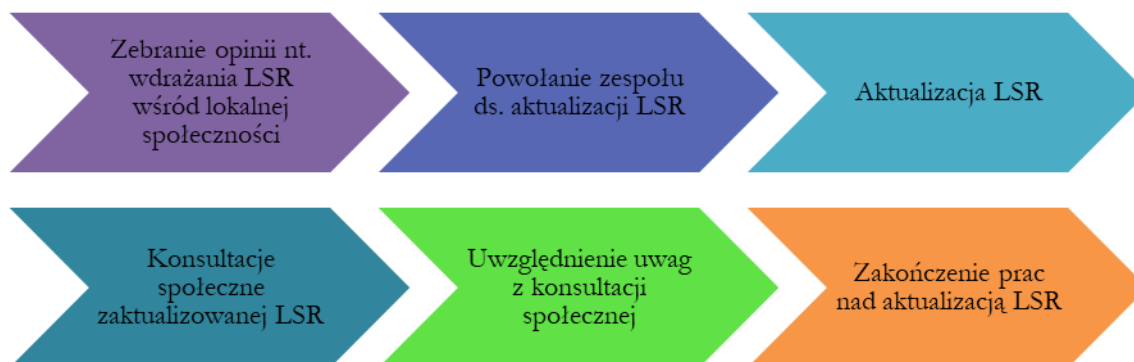 Zebranie opinii nt.
wdrażania LSR
wśród lokalnej
społeczności
Powołanie zespołu
ds. aktualizacji LSR
Aktualizacja LSR
Konsultacje
społeczne
zaktualizowanej LSR
Uwzględnienie uwag
z konsultacji
społecznej
Zakończenie prac
nad aktualizacją LSR